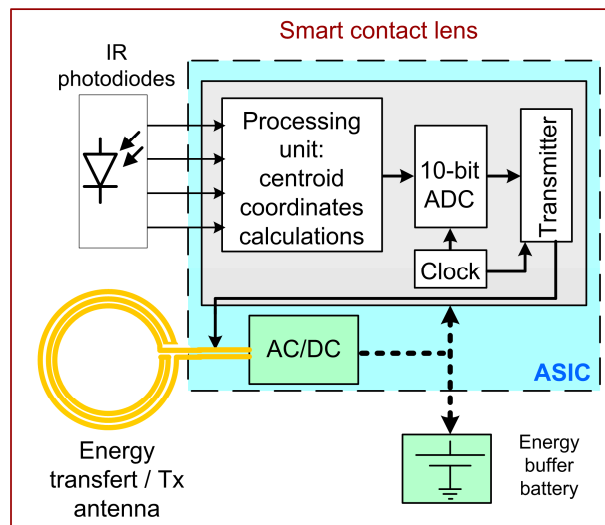 Smart contact lens
IR
photodiodes
Processing
unit:
centroid
coordinates
calculations
10-bit
ADC
Transmitter
Clock
AC/DC
ASIC
Energy
transfert / Tx
antenna
Energy
buffer
battery